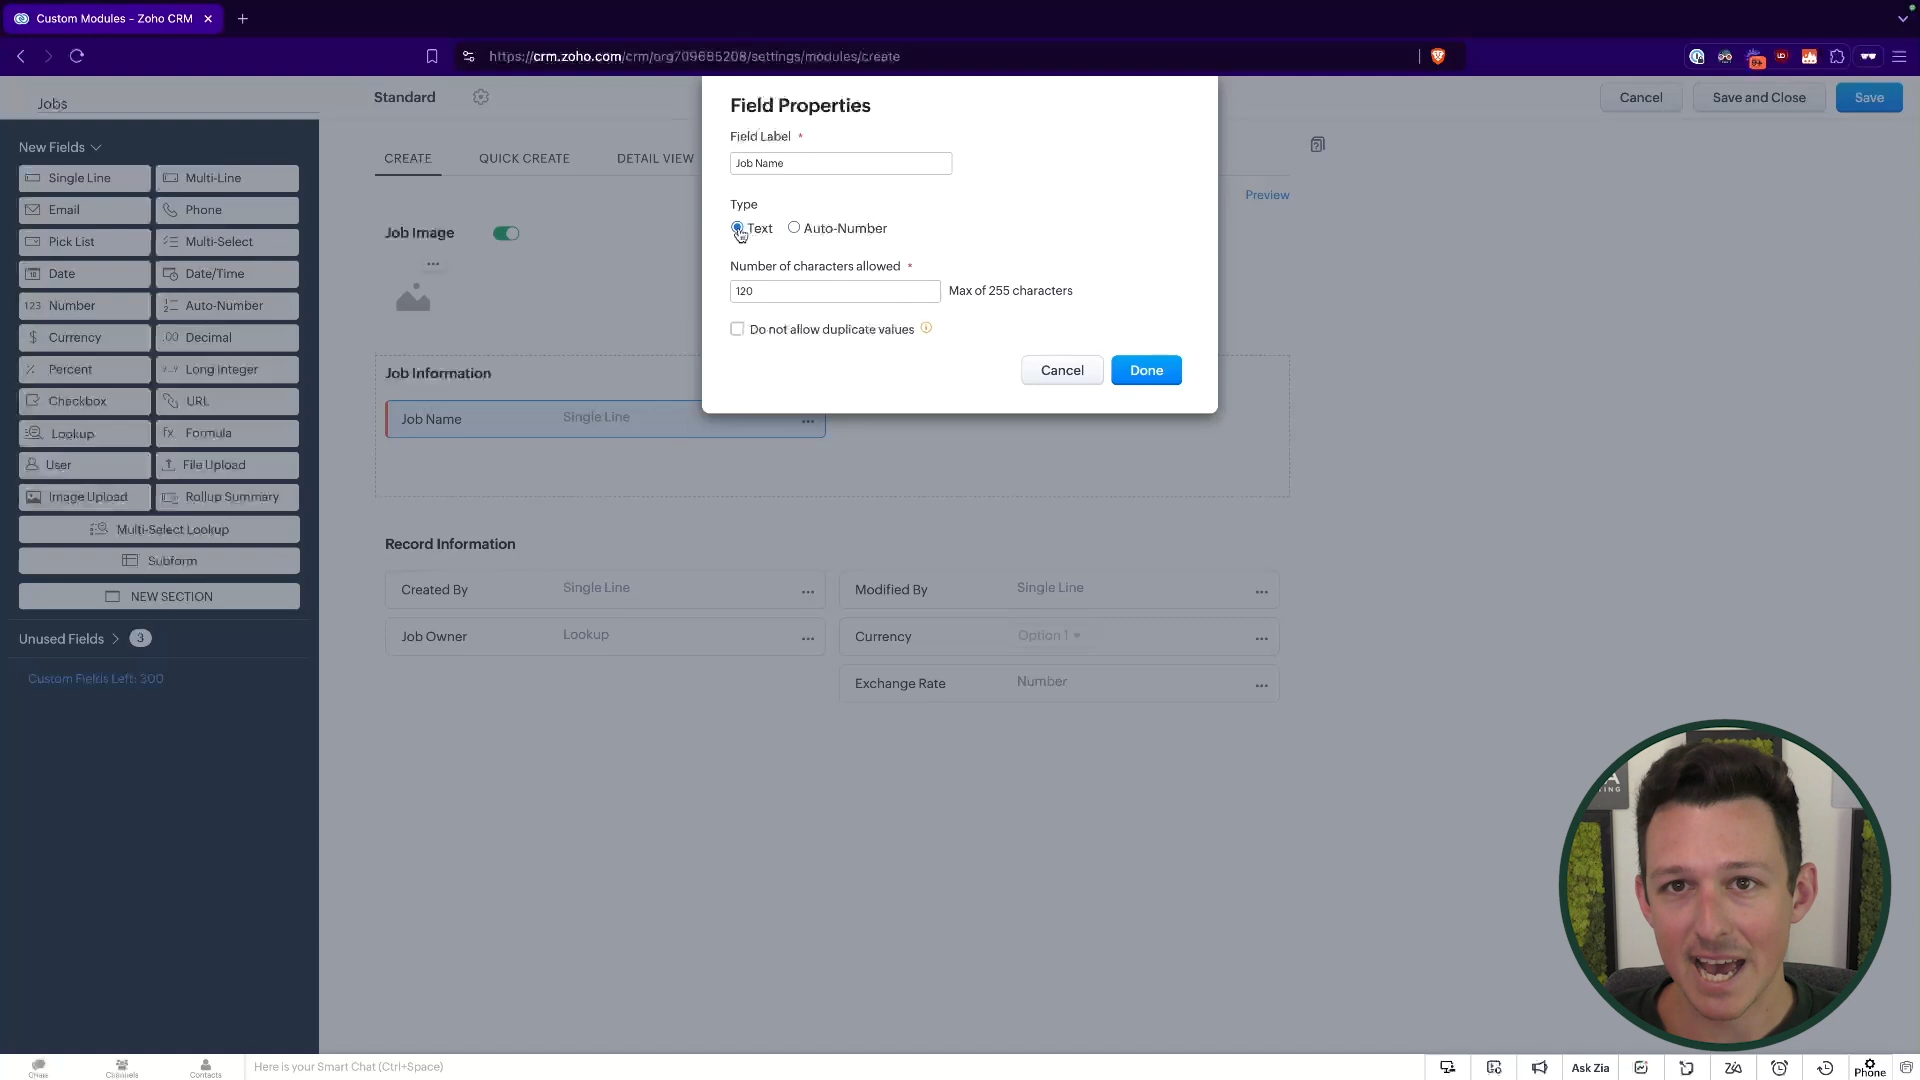 Custom Modules - Zoho CRM
https://crm.zoho.com/crm/org709685208/settings/modules/create
Jobs
Standard
Cancel
Save and Close
Save
Field Properties
Field Label *
Job Name
Type
Text
Auto-Number
Number of characters allowed *
120
Max of 255 characters
Do not allow duplicate values
Cancel
Done
New Fields
Single Line
Multi-Line
Email
Phone
Pick List
Multi-Select
Date
Date/Time
123 Number
Auto-Number
$ Currency
.00 Decimal
% Percent
Long Integer
Checkbox
URL
Lookup
fx Formula
User
File Upload
Image Upload
Rollup Summary
Multi-Select Lookup
Subform
NEW SECTION
Unused Fields
3
Custom Fields Left: 300
CREATE
QUICK CREATE
DETAIL VIEW
Preview
Job Image
Job Information
Job Name
Single Line
Record Information
Created By
Single Line
Modified By
Single Line
Job Owner
Lookup
Currency
Option 1
Exchange Rate
Number
Chats
Channels
Contacts
Here is your Smart Chat (Ctrl+Space)
Ask Zia
Phone